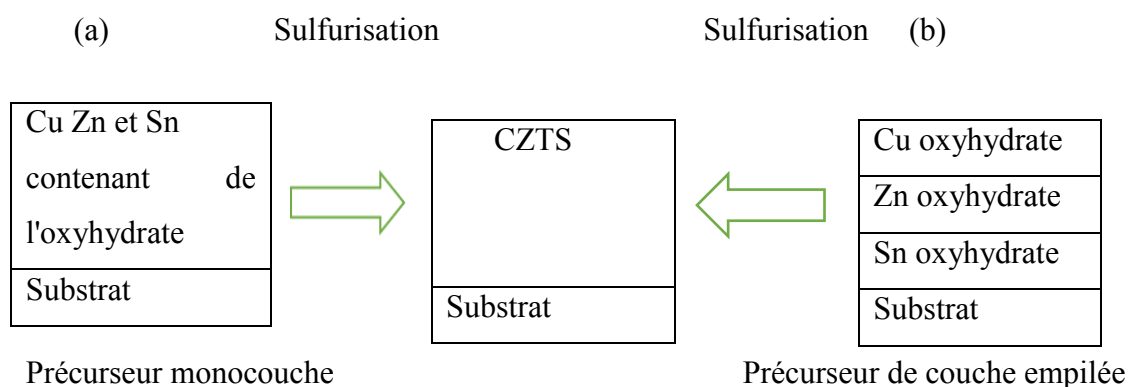 (a) Sulfurisation Sulfurisation (b)
Cu Zn et Sn
contenant de
l'oxyhydrate
Substrat
CZTS
Substrat
Cu oxyhydrate
Zn oxyhydrate
Sn oxyhydrate
Substrat
Précurseur monocouche Précurseur de couche empilée